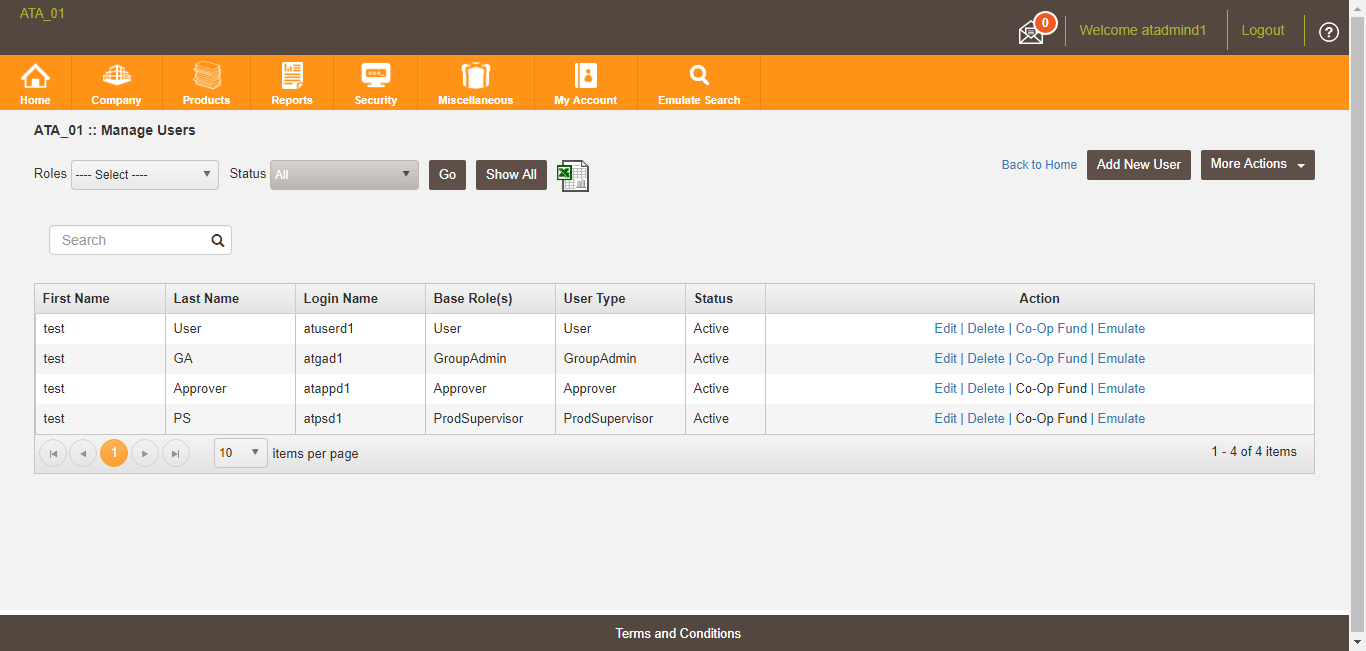 ATA_01
0
Welcome atadmind1
Logout
?
Home
Company
Products
Reports
Security
Miscellaneous
My Account
Emulate Search
ATA_01 :: Manage Users
Roles ---- Select ---- Status All Go Show All
Back to Home Add New User More Actions
Search
First Name Last Name Login Name Base Role(s) User Type Status Action
test User atuserd1 User User Active Edit | Delete | Co-Op Fund | Emulate
test GA atgad1 GroupAdmin GroupAdmin Active Edit | Delete | Co-Op Fund | Emulate
test Approver atappd1 Approver Approver Active Edit | Delete | Co-Op Fund | Emulate
test PS atpsd1 ProdSupervisor ProdSupervisor Active Edit | Delete | Co-Op Fund | Emulate
1 10 items per page 1 - 4 of 4 items
Terms and Conditions